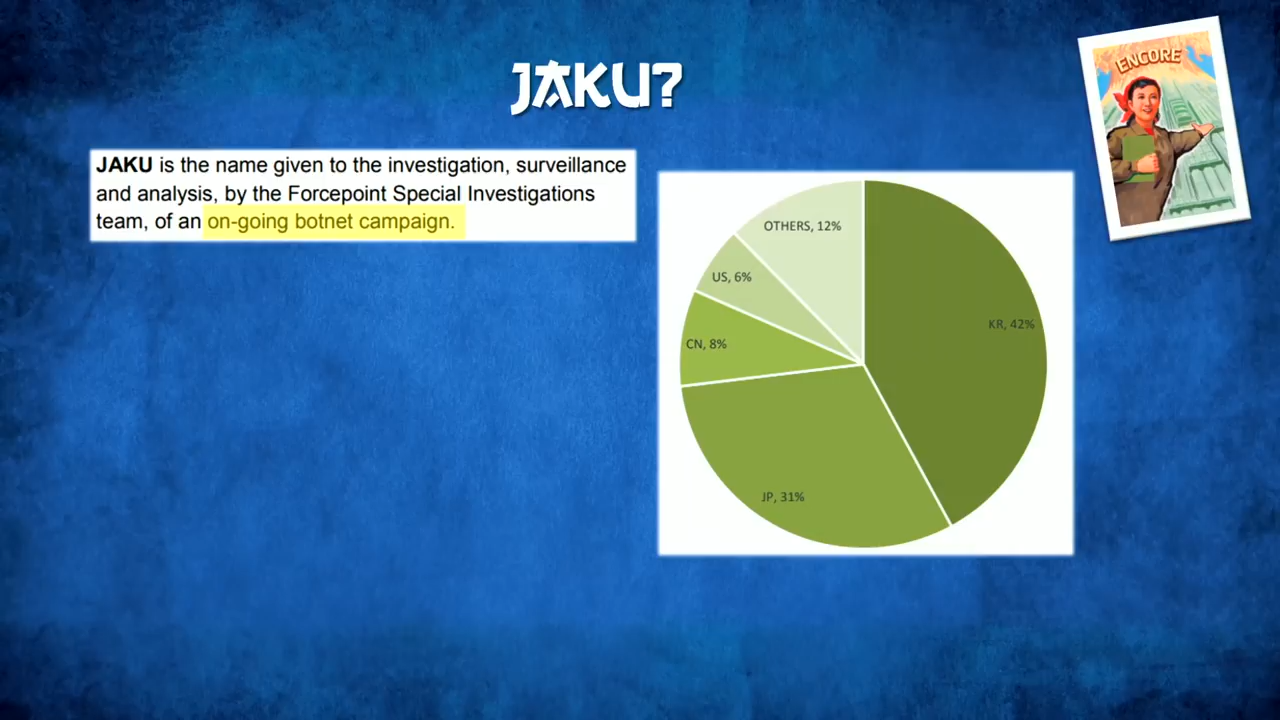 JAKU?
ENCORE
JAKU is the name given to the investigation, surveillance
and analysis, by the Forcepoint Special Investigations
team, of an on-going botnet campaign.
OTHERS, 12%
US, 6%
KR, 42%
CN, 8%
JP, 31%